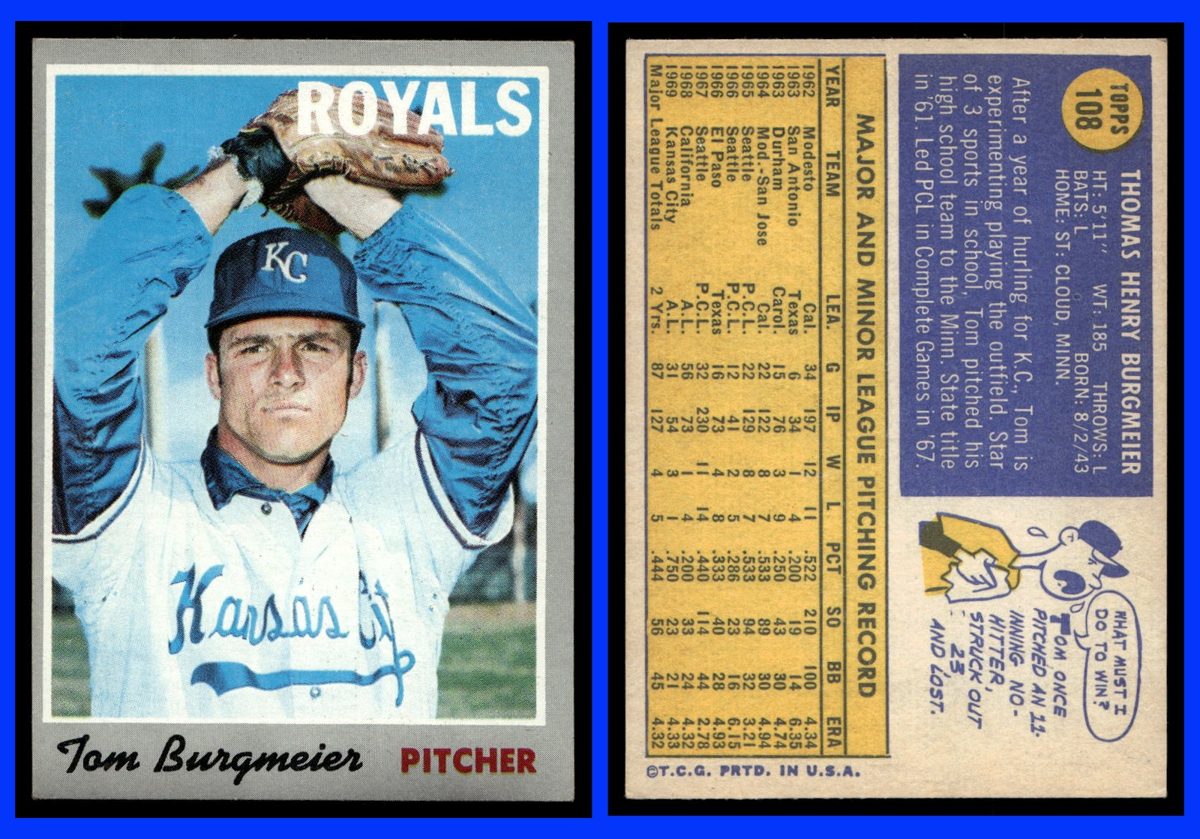 ROYALS
KC
Kansas City
Tom Burgmeier PITCHER
TOPPS
108
THOMAS HENRY BURGMEIER
HT: 5'11" WT: 185 THROWS: L
BATS: L BORN: 8/2/43
HOME: ST. CLOUD, MINN.
After a year of hurling for K.C., Tom is
experimenting playing the outfield. Star
of 3 sports in school, Tom pitched his
high school team to the Minn. State title
in '61. Led PCL in Complete Games in '67.
WHAT MUST I
DO TO WIN?
TOM ONCE
PITCHED AN 11-
INNING NO-
HITTER,
STRUCK OUT
23
AND LOST.
MAJOR AND MINOR LEAGUE PITCHING RECORD
YEAR TEAM LEA. G IP W L PCT SO BB ERA
1962 Modesto Cal. 34 197 12 11 .522 210 100 4.34
1963 San Antonio Texas 6 34 1 4 .200 19 14 6.35
1963 Durham Carol. 15 76 3 9 .250 43 30 4.74
1964 Mod.-San Jose Cal. 22 122 8 7 .533 89 44 4.94
1965 Seattle P.C.L. 22 129 8 7 .533 94 32 3.21
1966 Seattle P.C.L. 12 41 2 5 .286 23 16 6.15
1966 El Paso Texas 16 73 4 8 .333 40 28 4.93
1967 Seattle P.C.L. 32 230 11 14 .440 114 44 2.78
1968 California A.L. 56 73 1 4 .200 33 24 4.32
1969 Kansas City A.L. 31 54 3 1 .750 23 21 4.33
Major League Totals 2 Yrs. 87 127 4 5 .444 56 45 4.32
©T.C.G. PRTD. IN U.S.A.